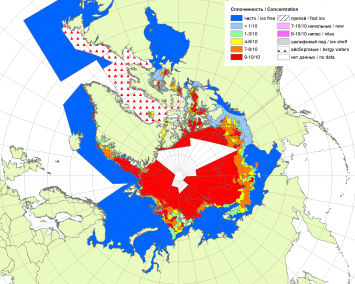 Сплоченность / Concentration
чисто / ice free
< 1/10
1-3/10
4-6/10
7-8/10
9-10/10
припай / fast ice
7-10/10 начальные / new
9-10/10 нилас / nilas
шельфовый лед / ice shelf
айсберговые / bergy waters
нет данных / no data